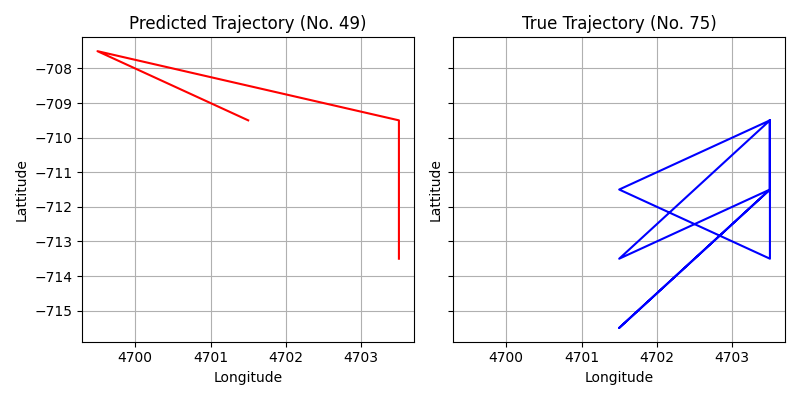 Predicted Trajectory (No. 49)
True Trajectory (No. 75)
−708
−709
−710
−711
−712
−713
−714
−715
Lattitude
Lattitude
4700 4701 4702 4703
4700 4701 4702 4703
Longitude
Longitude